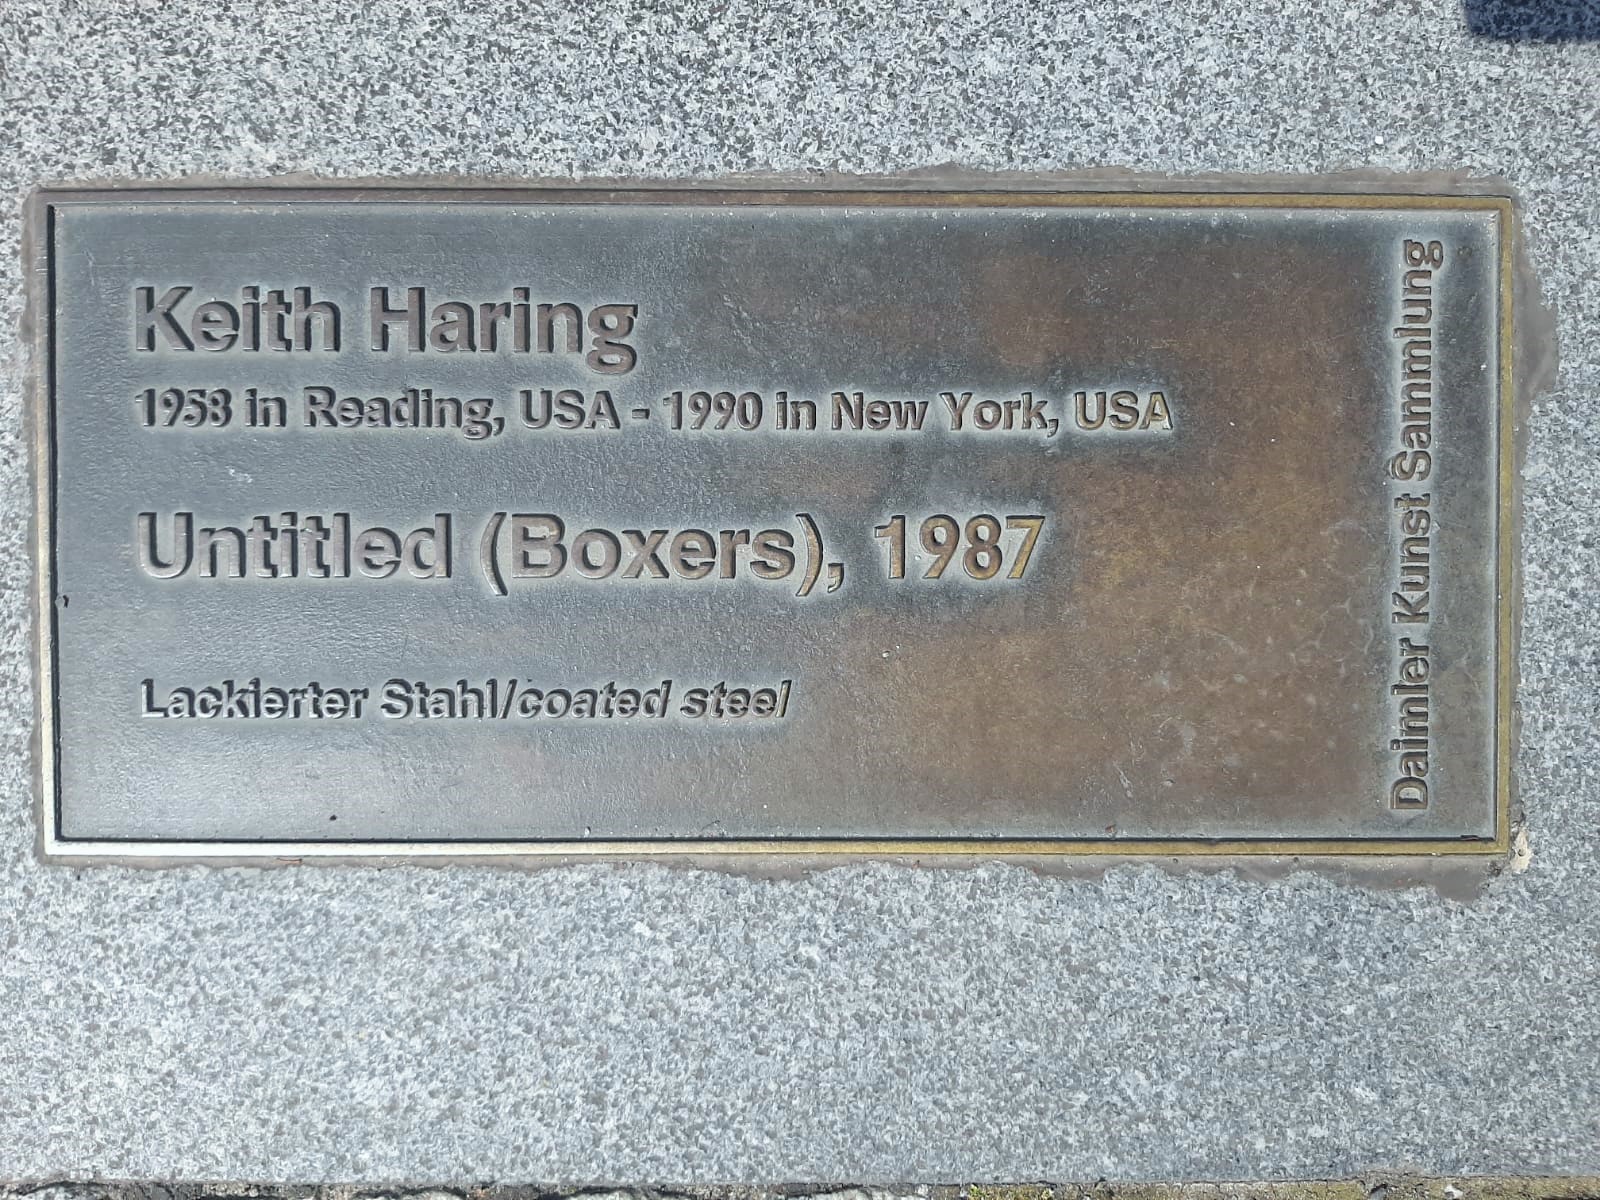 Keith Haring
1958 in Reading, USA - 1990 in New York, USA
Untitled (Boxers), 1987
Lackierter Stahl/coated steel
Daimler Kunst Sammlung